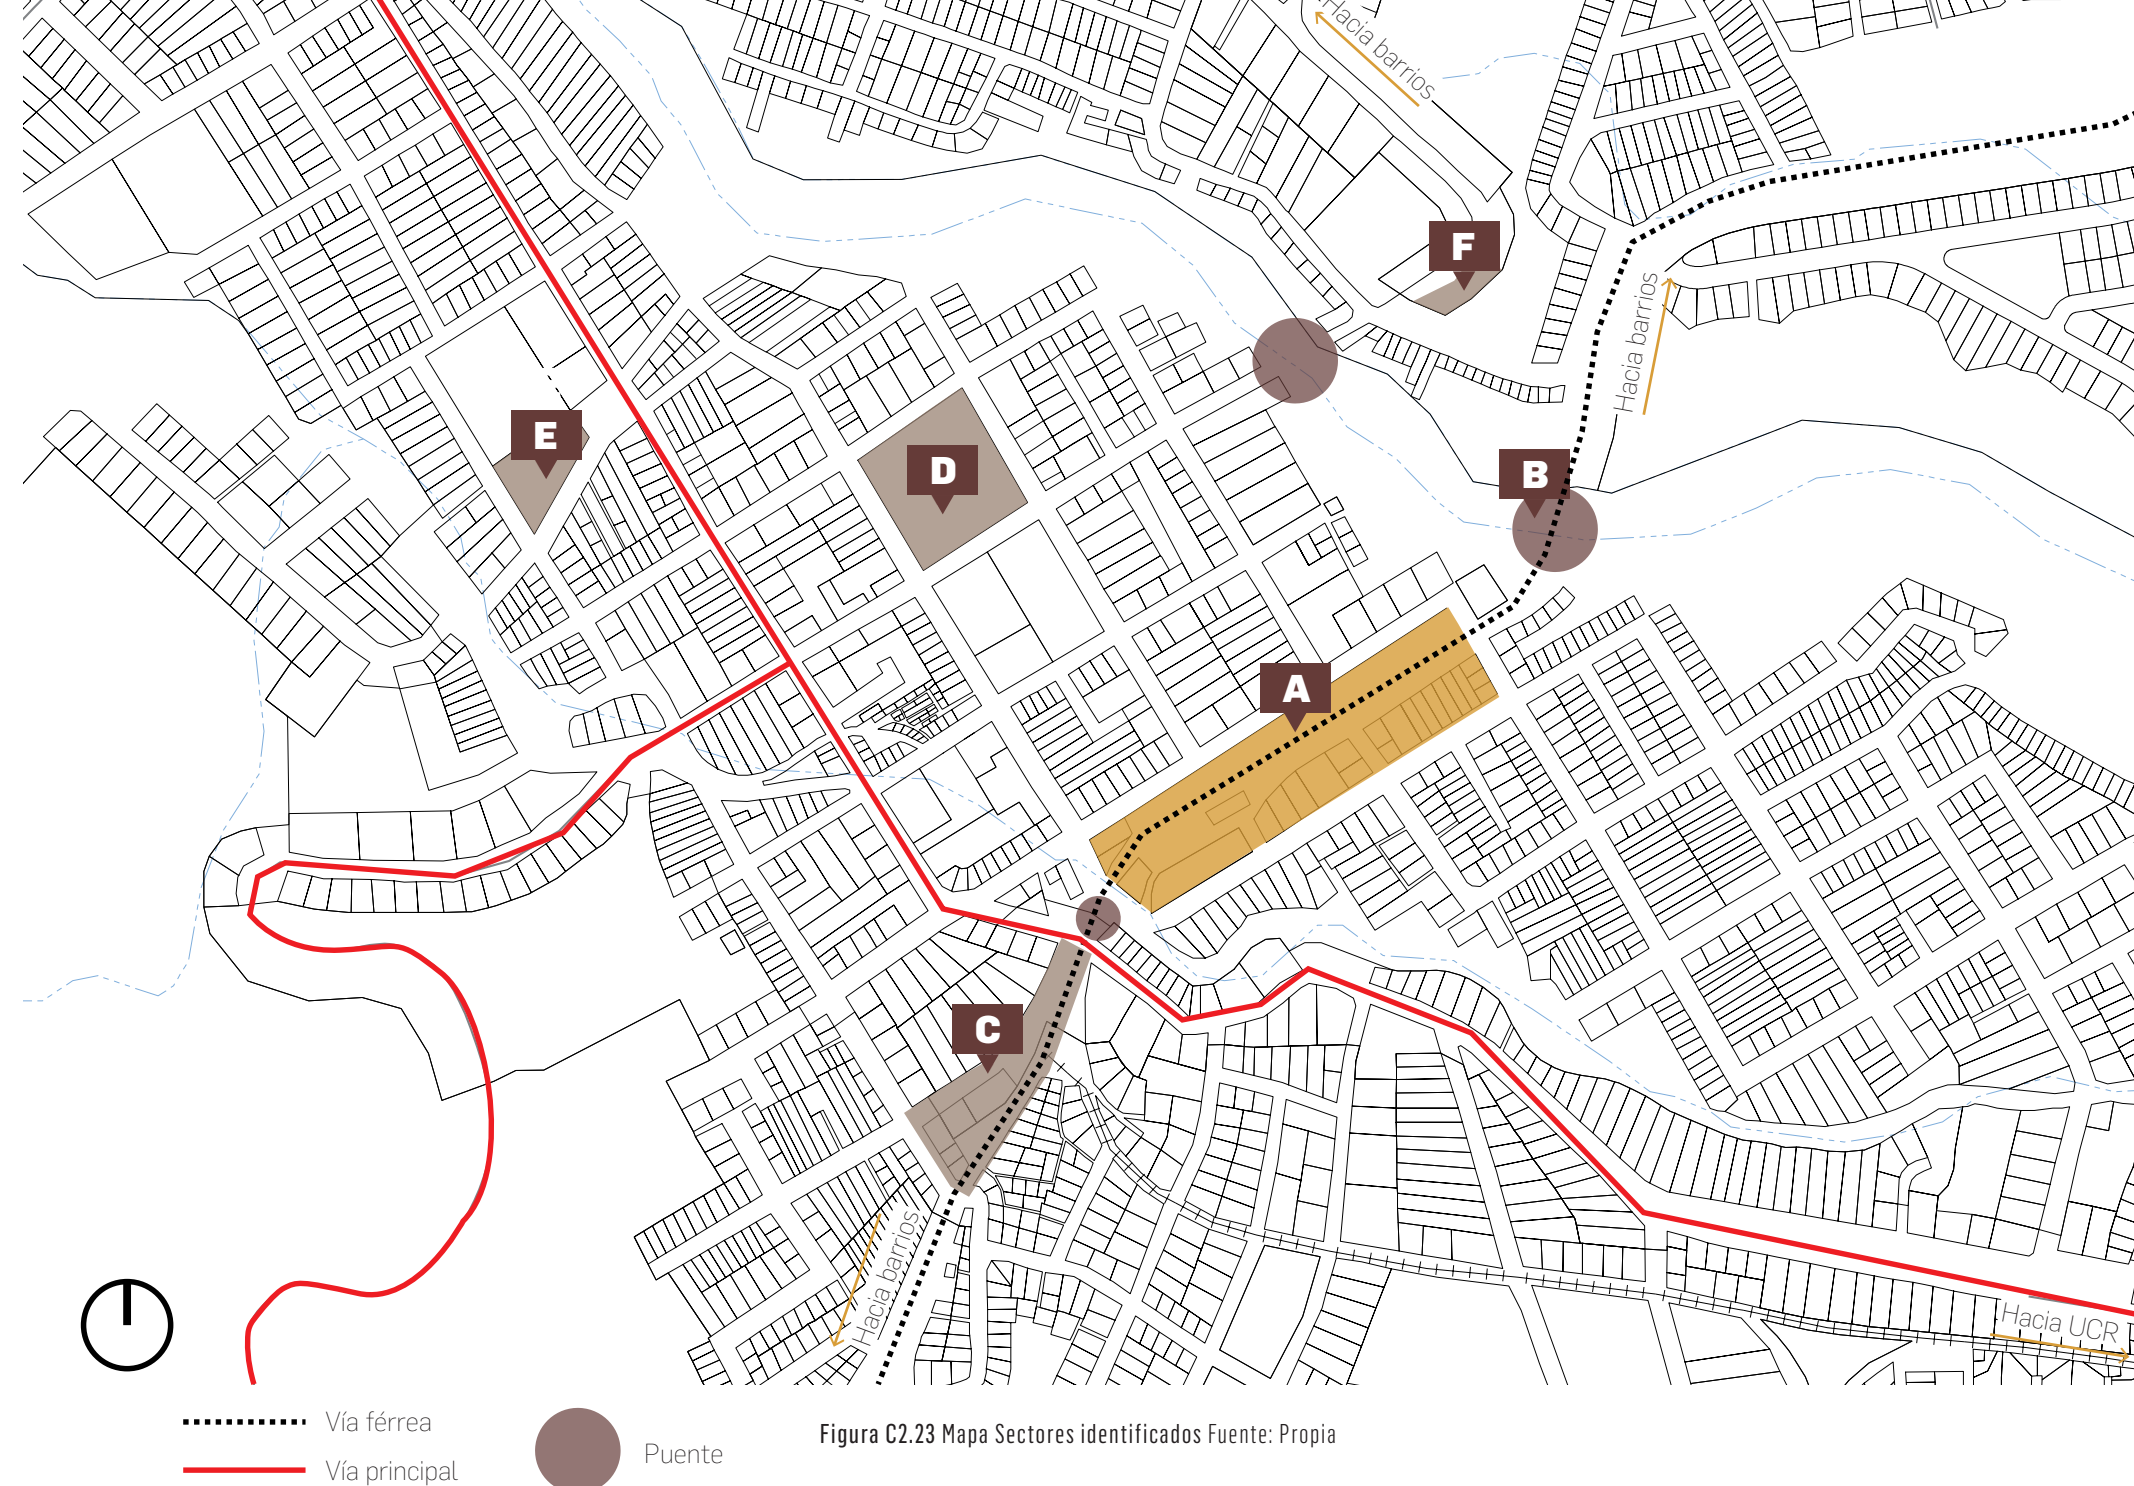 Hacia barrios
F
Hacia barrios
E
D
B
A
C
Hacia barrios
Hacia UCR
Vía férrea
Vía principal
Puente
Figura C2.23 Mapa Sectores identificados Fuente: Propia